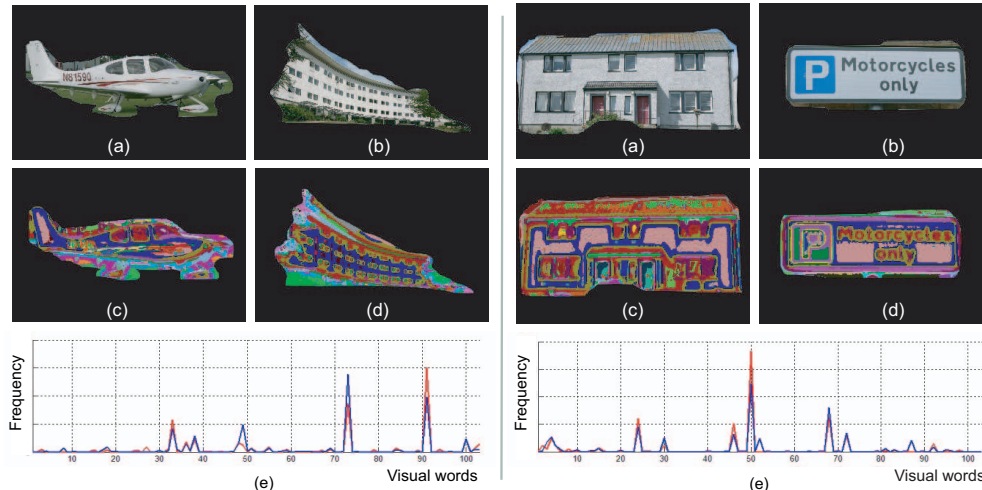 N8159Q
(a)
(b)
(c)
(d)
Frequency
10 20 30 40 50 60 70 80 90 100
Visual words
(e)
(a)
P Motorcycles
only
(b)
(c)
Motorcycles
only
(d)
Frequency
10 20 30 40 50 60 70 80 90 100
Visual words
(e)